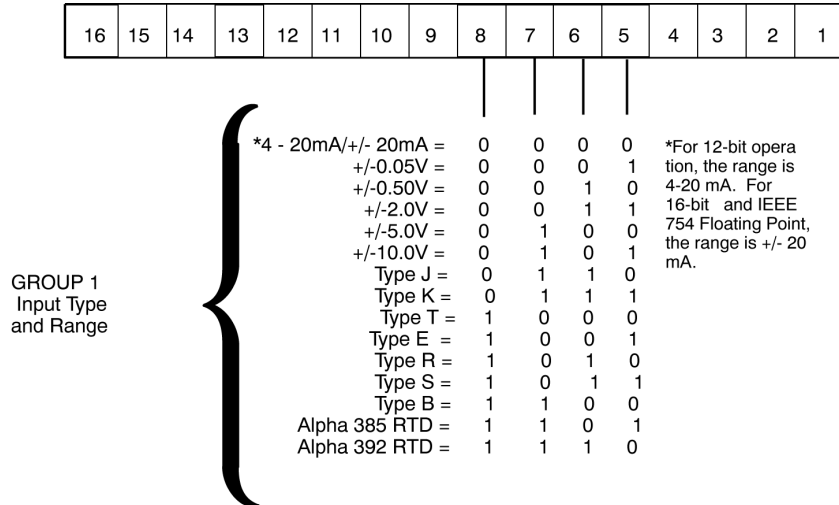 16 15 14 13 12 11 10 9 8 7 6 5 4 3 2 1
*4 - 20mA/+/- 20mA = 0 0 0 0
+/-0.05V = 0 0 0 1
+/-0.50V = 0 0 1 0
+/-2.0V = 0 0 1 1
+/-5.0V = 0 1 0 0
+/-10.0V = 0 1 0 1
Type J = 0 1 1 0
Type K = 0 1 1 1
Type T = 1 0 0 0
Type E = 1 0 0 1
Type R = 1 0 1 0
Type S = 1 0 1 1
Type B = 1 1 0 0
Alpha 385 RTD = 1 1 0 1
Alpha 392 RTD = 1 1 1 0
*For 12-bit opera
tion, the range is
4-20 mA. For
16-bit and IEEE
754 Floating Point,
the range is +/- 20
mA.
GROUP 1
Input Type
and Range